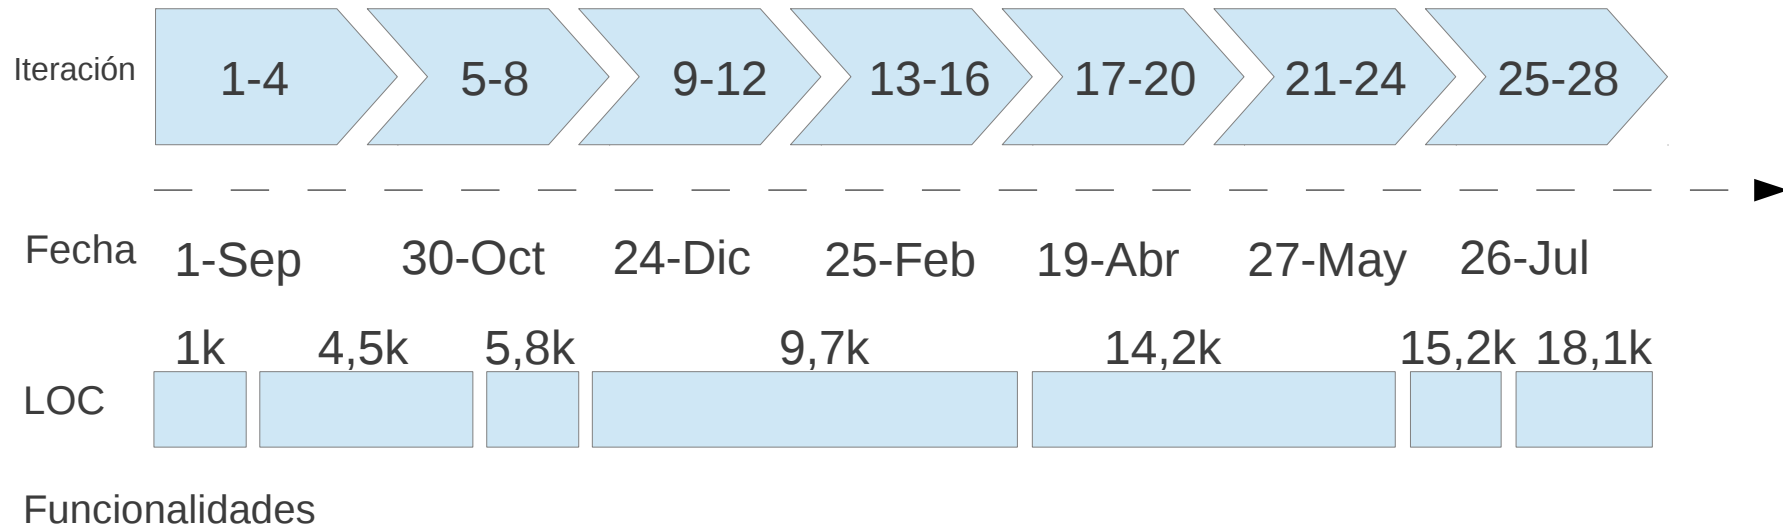 Iteración 1-4 5-8 9-12 13-16 17-20 21-24 25-28
Fecha 1-Sep 30-Oct 24-Dic 25-Feb 19-Abr 27-May 26-Jul
1k 4,5k 5,8k 9,7k 14,2k 15,2k 18,1k
LOC
Funcionalidades